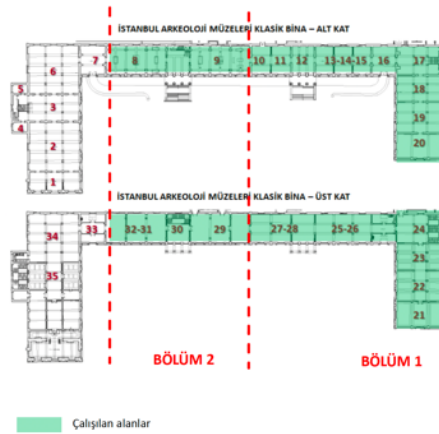 İSTANBUL ARKEOLOJİ MÜZELERİ KLASİK BİNA – ALT KAT
7 8 9 10 11 12 13-14-15 16 17
6
5
3
4
2
1
18
19
20
İSTANBUL ARKEOLOJİ MÜZELERİ KLASİK BİNA – ÜST KAT
34 33 32-31 30 29 27-28 25-26 24
35
23
22
21
BÖLÜM 2
BÖLÜM 1
Çalışılan alanlar